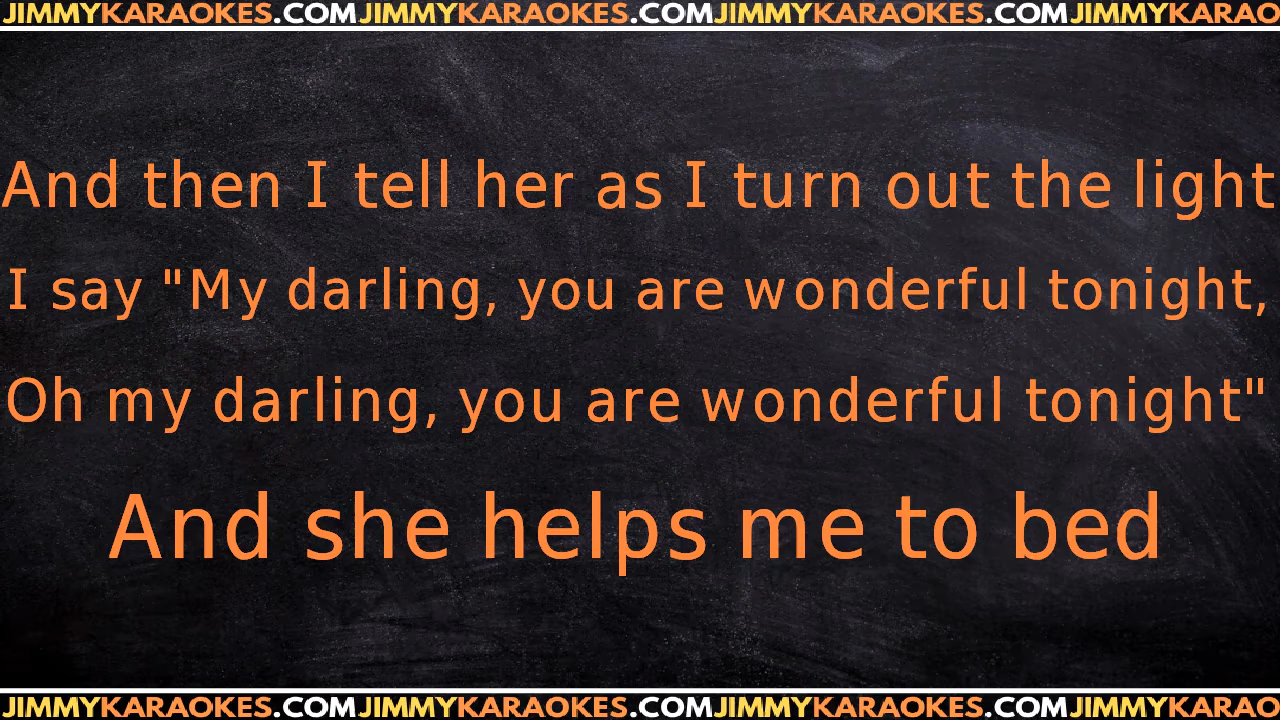 JIMMYKARAOKES.COMJIMMYKARAOKES.COMJIMMYKARAOKES.COMJIMMYKARAO
And then I tell her as I turn out the light
I say "My darling, you are wonderful tonight,
Oh my darling, you are wonderful tonight"
And she helps me to bed
JIMMYKARAOKES.COMJIMMYKARAOKES.COMJIMMYKARAOKES.COMJIMMYKARAO